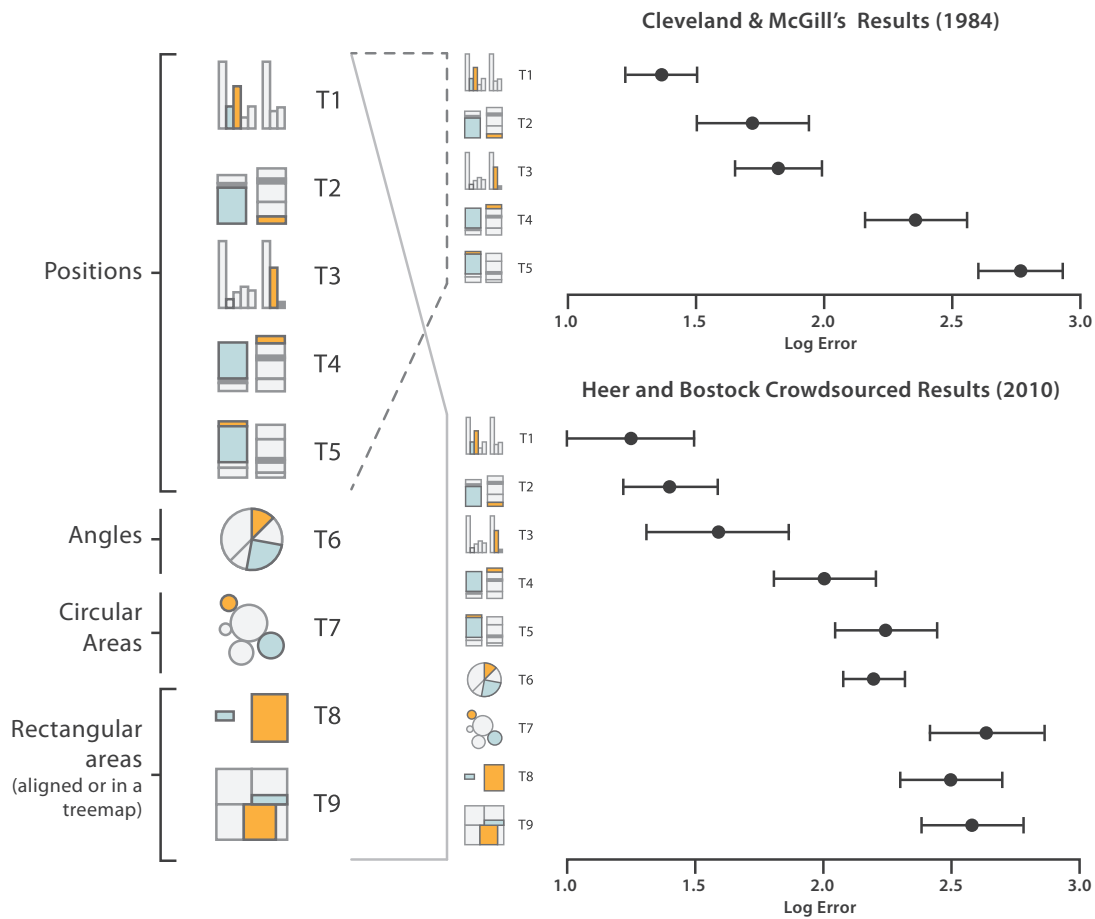 Positions
T1
T2
T3
T4
T5
Angles
T6
Circular
Areas
T7
Rectangular
areas
(aligned or in a
treemap)
T8
T9
Cleveland & McGill's Results (1984)
T1
T2
T3
T4
T5
1.0 1.5 2.0 2.5 3.0
Log Error
Heer and Bostock Crowdsourced Results (2010)
T1
T2
T3
T4
T5
T6
T7
T8
T9
1.0 1.5 2.0 2.5 3.0
Log Error